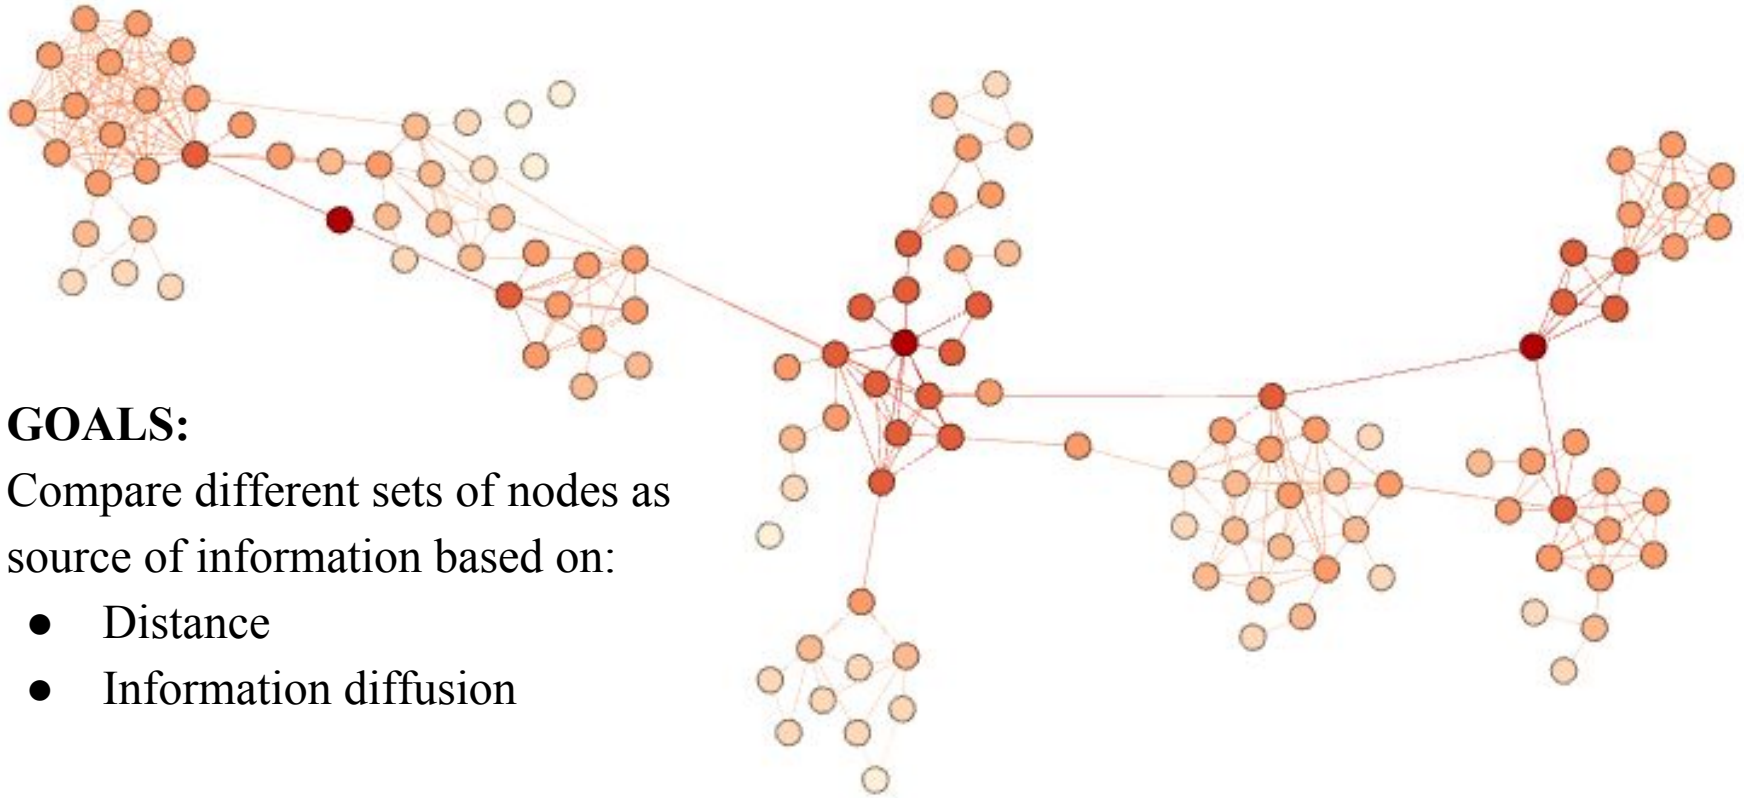 GOALS:
Compare different sets of nodes as
source of information based on:
● Distance
● Information diffusion